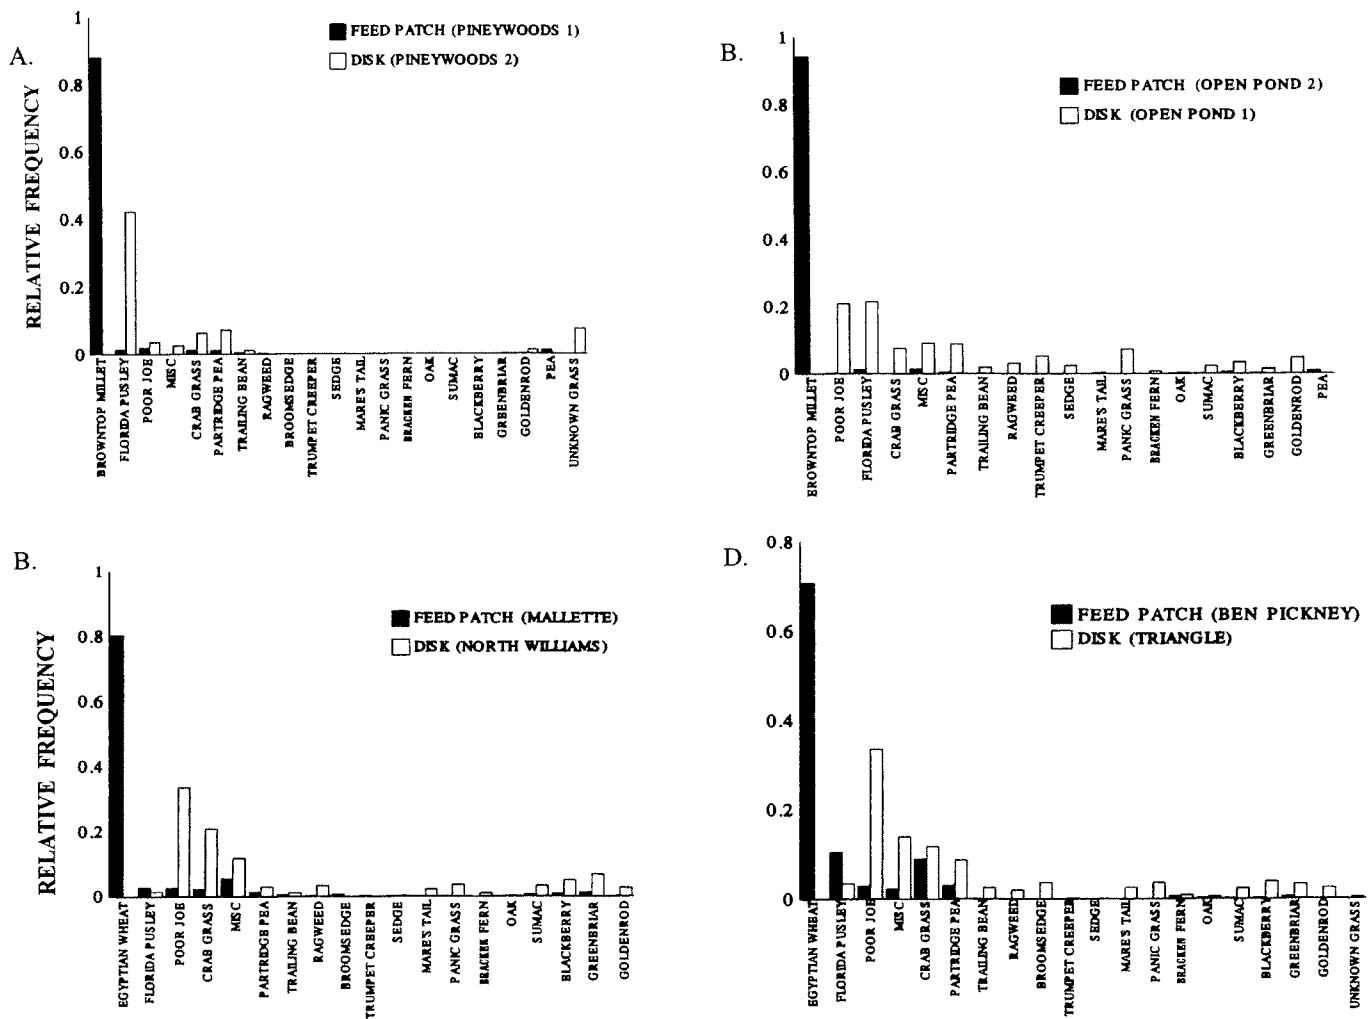 A.
RELATIVE FREQUENCY
1
0.8
0.6
0.4
0.2
0
FEED PATCH (PINEYWOODS 1)
DISK (PINEYWOODS 2)
BROWNTOP MILLET
FLORIDA PUSLEY
POOR JOE
MISC
CRAB GRASS
PARTRIDGE PEA
TRAILING BEAN
RAGWEED
BROOMSEDGE
TRUMPET CREEPER
SEDGE
MARE'S TAIL
PANIC GRASS
BRACKEN FERN
OAK
SUMAC
BLACKBERRY
GREENBRIAR
GOLDENROD
PEA
UNKNOWN GRASS
B.
1
0.8
0.6
0.4
0.2
0
FEED PATCH (OPEN POND 2)
DISK (OPEN POND 1)
BROWNTOP MILLET
POOR JOE
FLORIDA PUSLEY
CRAB GRASS
MISC
PARTRIDGE PEA
TRAILING BEAN
RAGWEED
TRUMPET CREEPER
SEDGE
MARE'S TAIL
PANIC GRASS
BRACKEN FERN
OAK
SUMAC
BLACKBERRY
GREENBRIAR
GOLDENROD
PEA
B.
RELATIVE FREQUENCY
1
0.8
0.6
0.4
0.2
0
FEED PATCH (MALLETTE)
DISK (NORTH WILLIAMS)
EGYPTIAN WHEAT
FLORIDA PUSLEY
POOR JOE
CRAB GRASS
MISC
PARTRIDGE PEA
TRAILING BEAN
RAGWEED
BROOMSEDGE
TRUMPET CREEPER
SEDGE
MARE'S TAIL
PANIC GRASS
BRACKEN FERN
OAK
SUMAC
BLACKBERRY
GREENBRIAR
GOLDENROD
D.
0.8
0.6
0.4
0.2
0
FEED PATCH (BEN PICKNEY)
DISK (TRIANGLE)
EGYPTIAN WHEAT
FLORIDA PUSLEY
POOR JOE
MISC
CRAB GRASS
PARTRIDGE PEA
TRAILING BEAN
RAGWEED
BROOMSEDGE
TRUMPET CREEPER
SEDGE
MARE'S TAIL
PANIC GRASS
BRACKEN FERN
OAK
SUMAC
BLACKBERRY
GREENBRIAR
GOLDENROD
UNKNOWN GRASS